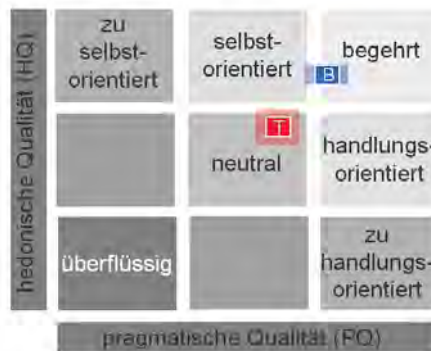 hedonische Qualität (HQ)
zu
selbst-
orientiert
selbst-
orientiert
begehrt
B
T
neutral
handlungs-
orientiert
überflüssig
zu
handlungs-
orientiert
pragmatische Qualität (PQ)